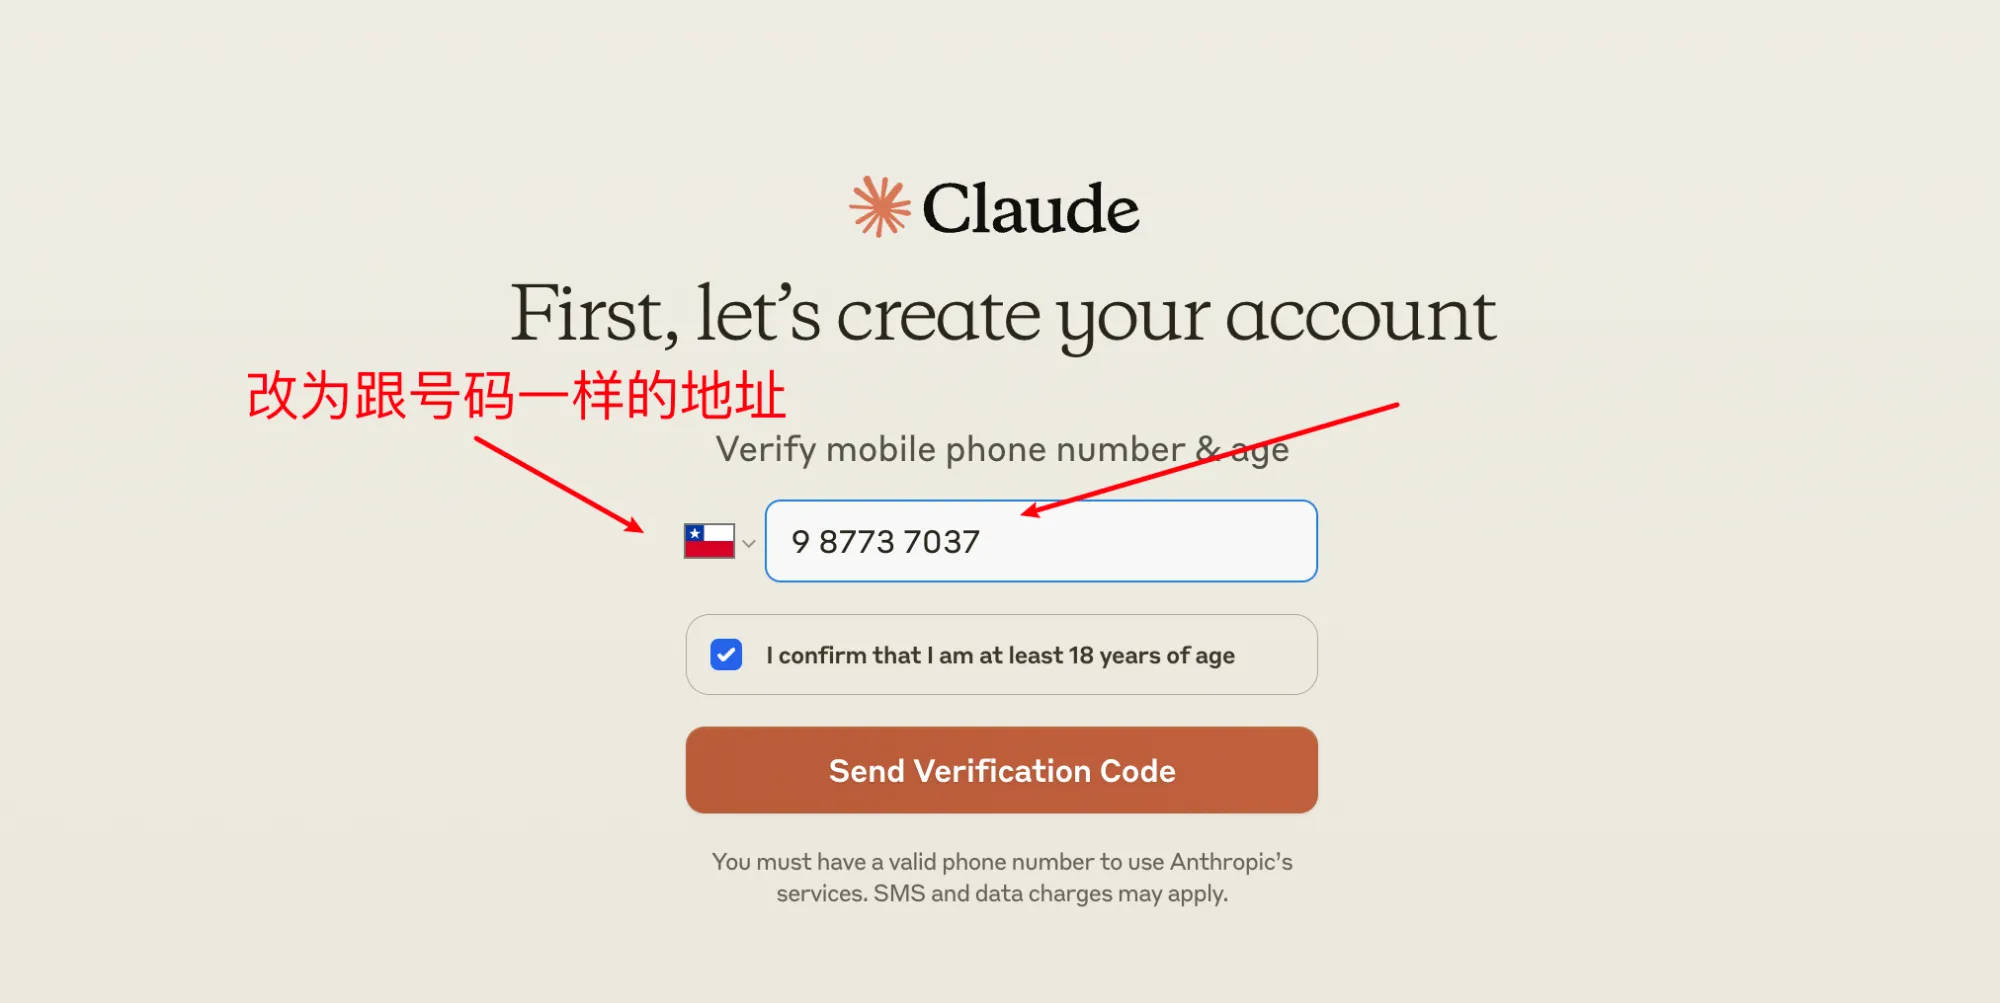 Claude
First, let’s create your account
改为跟号码一样的地址
Verify mobile phone number & age
9 8773 7037
I confirm that I am at least 18 years of age
Send Verification Code
You must have a valid phone number to use Anthropic’s
services. SMS and data charges may apply.